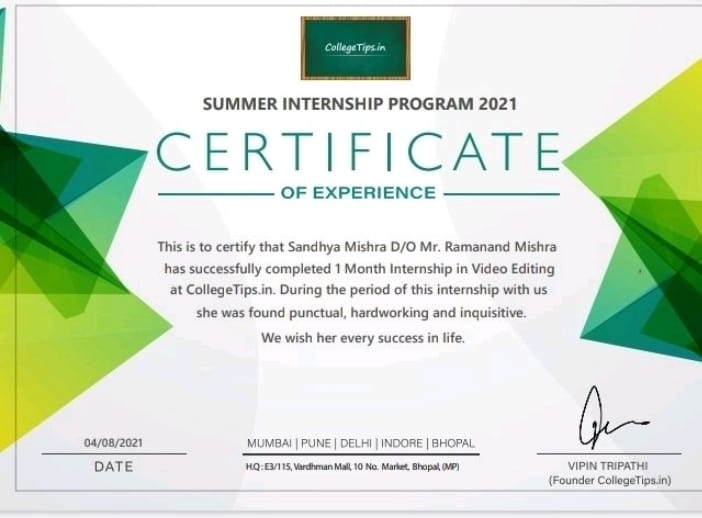 CollegeTips.in
SUMMER INTERNSHIP PROGRAM 2021
CERTIFICATE
OF EXPERIENCE
This is to certify that Sandhya Mishra D/O Mr. Ramanand Mishra
has successfully completed 1 Month Internship in Video Editing
at CollegeTips.in. During the period of this internship with us
she was found punctual, hardworking and inquisitive.
We wish her every success in life.
04/08/2021
DATE
MUMBAI | PUNE | DELHI | INDORE | BHOPAL
H.Q : E3/115, Vardhman Mall, 10 No. Market, Bhopal, (MP)
VIPIN TRIPATHI
(Founder CollegeTips.in)